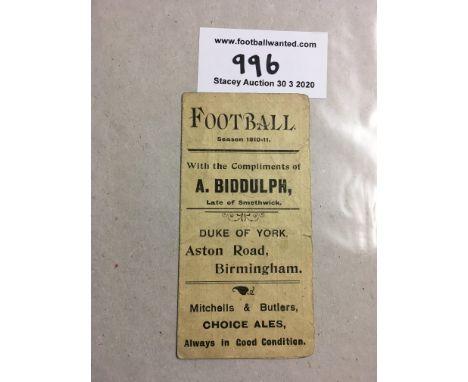 www.footballwanted.com
996
Stacey Auction 30 3 2020
FOOTBALL
Season 1910-11.
With the Compliments of
A. BIDDULPH,
Late of Smethwick.
DUKE OF YORK,
Aston Road,
Birmingham.
Mitchells & Butlers,
CHOICE ALES,
Always in Good Condition.